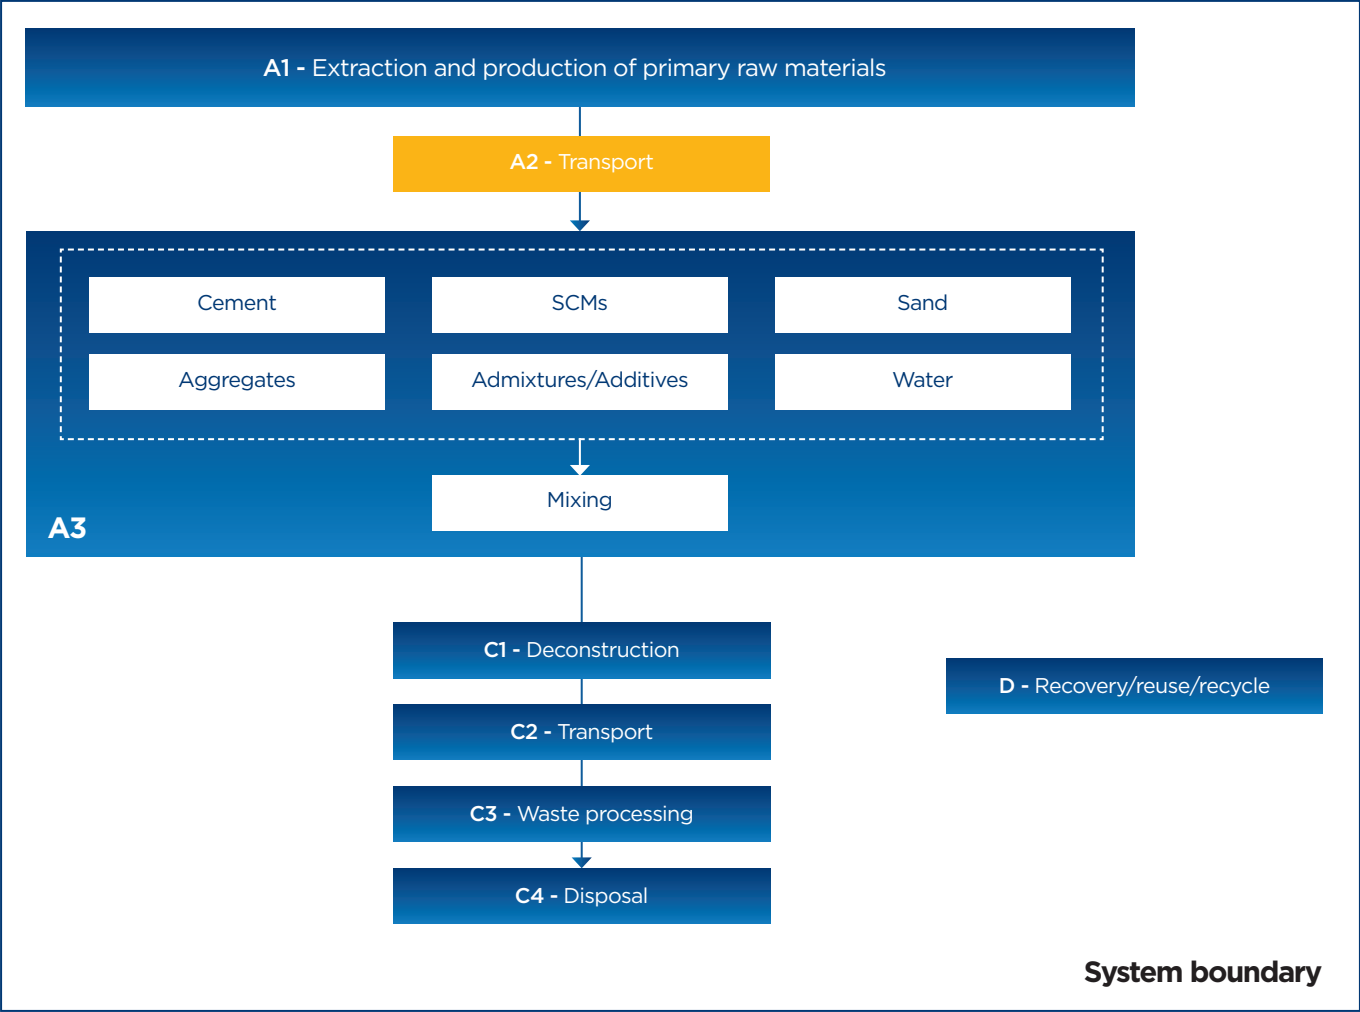 A1 - Extraction and production of primary raw materials
A2 - Transport
Cement
SCMs
Sand
Aggregates
Admixtures/Additives
Water
Mixing
A3
C1 - Deconstruction
D - Recovery/reuse/recycle
C2 - Transport
C3 - Waste processing
C4 - Disposal
System boundary